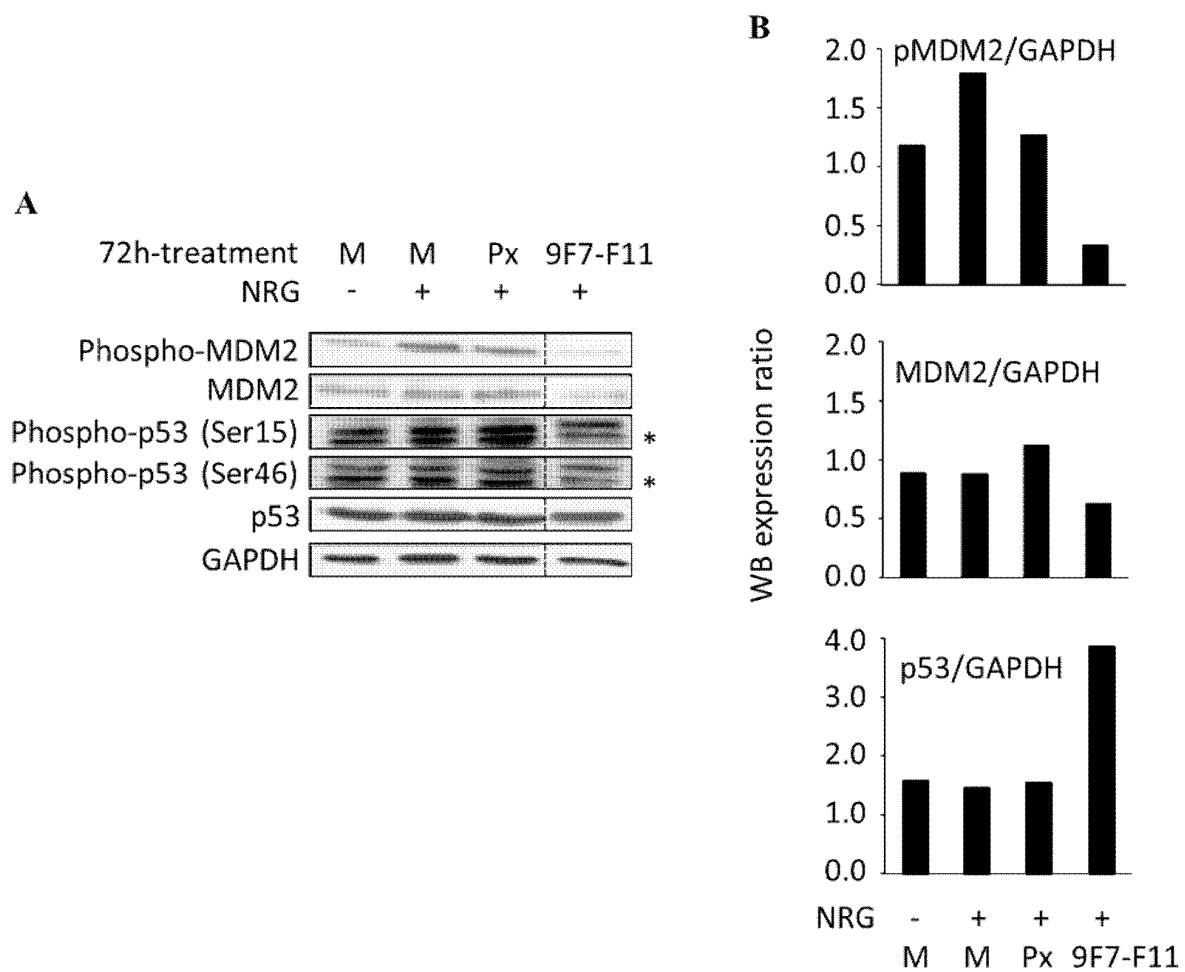 A
72h-treatment M M Px 9F7-F11
NRG - + + +
Phospho-MDM2
MDM2
Phospho-p53 (Ser15) *
Phospho-p53 (Ser46) *
p53
GAPDH
B
WB expression ratio
pMDM2/GAPDH
2.0
1.5
1.0
0.5
0.0
MDM2/GAPDH
2.0
1.5
1.0
0.5
0.0
p53/GAPDH
4.0
3.0
2.0
1.0
0.0
NRG - + + +
M M Px 9F7-F11